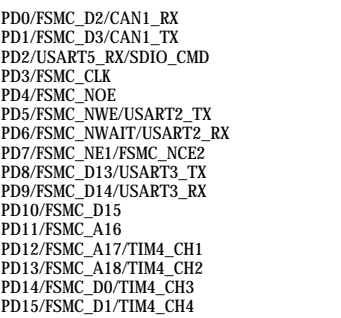 PD0/FSMC_D2/CAN1_RX
PD1/FSMC_D3/CAN1_TX
PD2/USART5_RX/SDIO_CMD
PD3/FSMC_CLK
PD4/FSMC_NOE
PD5/FSMC_NWE/USART2_TX
PD6/FSMC_NWAIT/USART2_RX
PD7/FSMC_NE1/FSMC_NCE2
PD8/FSMC_D13/USART3_TX
PD9/FSMC_D14/USART3_RX
PD10/FSMC_D15
PD11/FSMC_A16
PD12/FSMC_A17/TIM4_CH1
PD13/FSMC_A18/TIM4_CH2
PD14/FSMC_D0/TIM4_CH3
PD15/FSMC_D1/TIM4_CH4